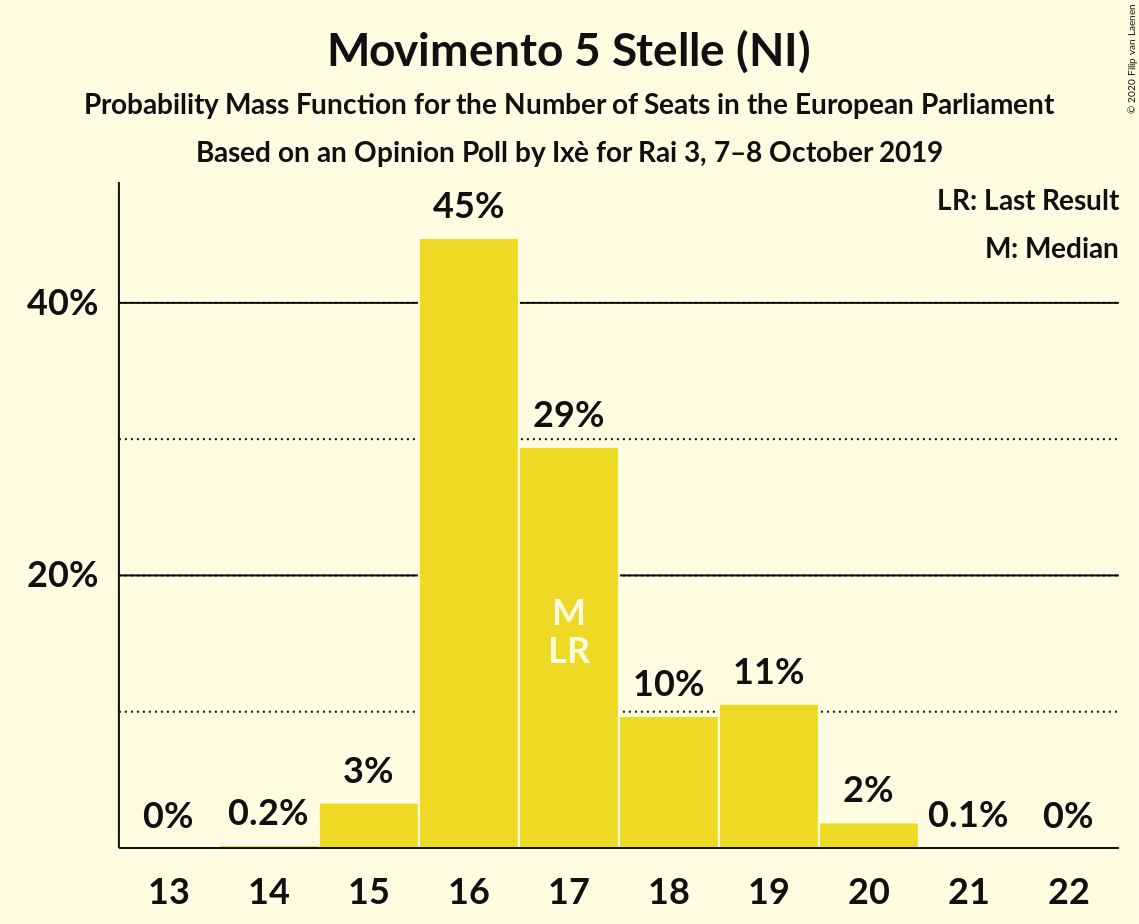 Movimento 5 Stelle (NI)
Probability Mass Function for the Number of Seats in the European Parliament
Based on an Opinion Poll by Ixè for Rai 3, 7–8 October 2019
© 2020 Filip van Laenen
LR: Last Result
M: Median
45%
40%
29%
20%
M
LR
10%
11%
3%
2%
0%
0.2%
0.1%
0%
13 14 15 16 17 18 19 20 21 22